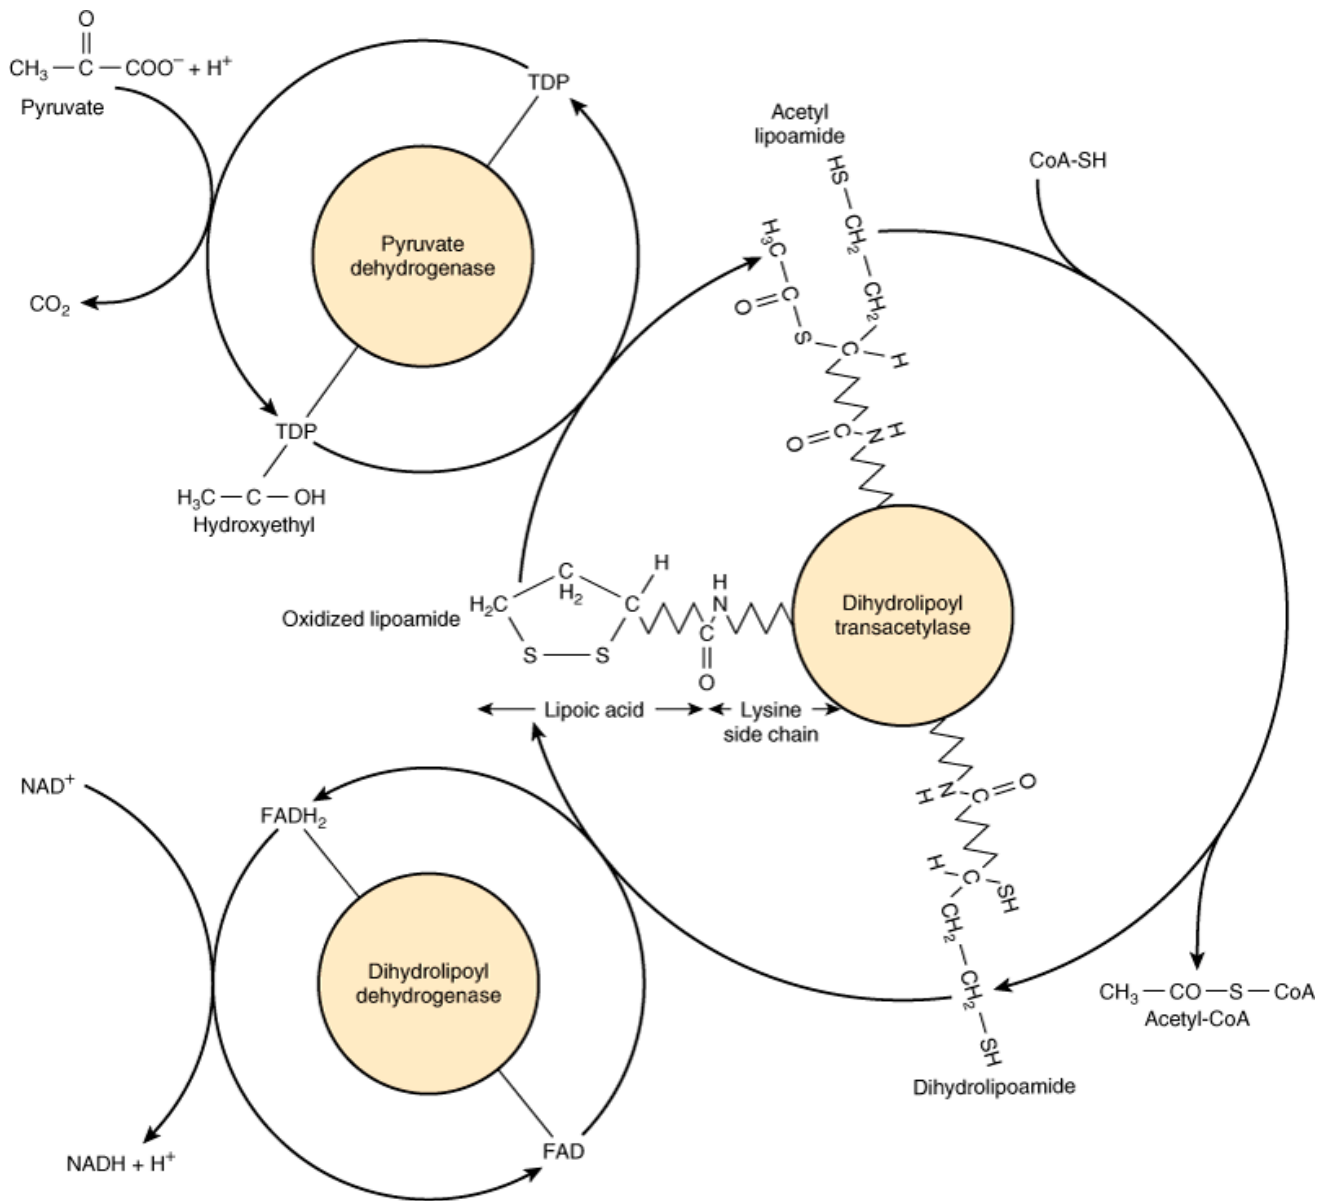 O
CH₃ — C — COO⁻ + H⁺
Pyruvate
TDP
Pyruvate
dehydrogenase
CO₂
TDP
H₃C — C — OH
Hydroxyethyl
Acetyl
lipoamide
HS
CH₂
CH₂
H₃C
C
O
S
C
H
O
C
N
H
CoA-SH
Oxidized lipoamide
H₂C
C
H₂
C
H
S — S
H
N
C
O
Lipoic acid
Lysine
side chain
Dihydrolipoyl
transacetylase
H
N
C
O
H
C
SH
CH₂
CH₂
SH
Dihydrolipoamide
CH₃ — CO — S — CoA
Acetyl-CoA
NAD⁺
FADH₂
Dihydrolipoyl
dehydrogenase
FAD
NADH + H⁺